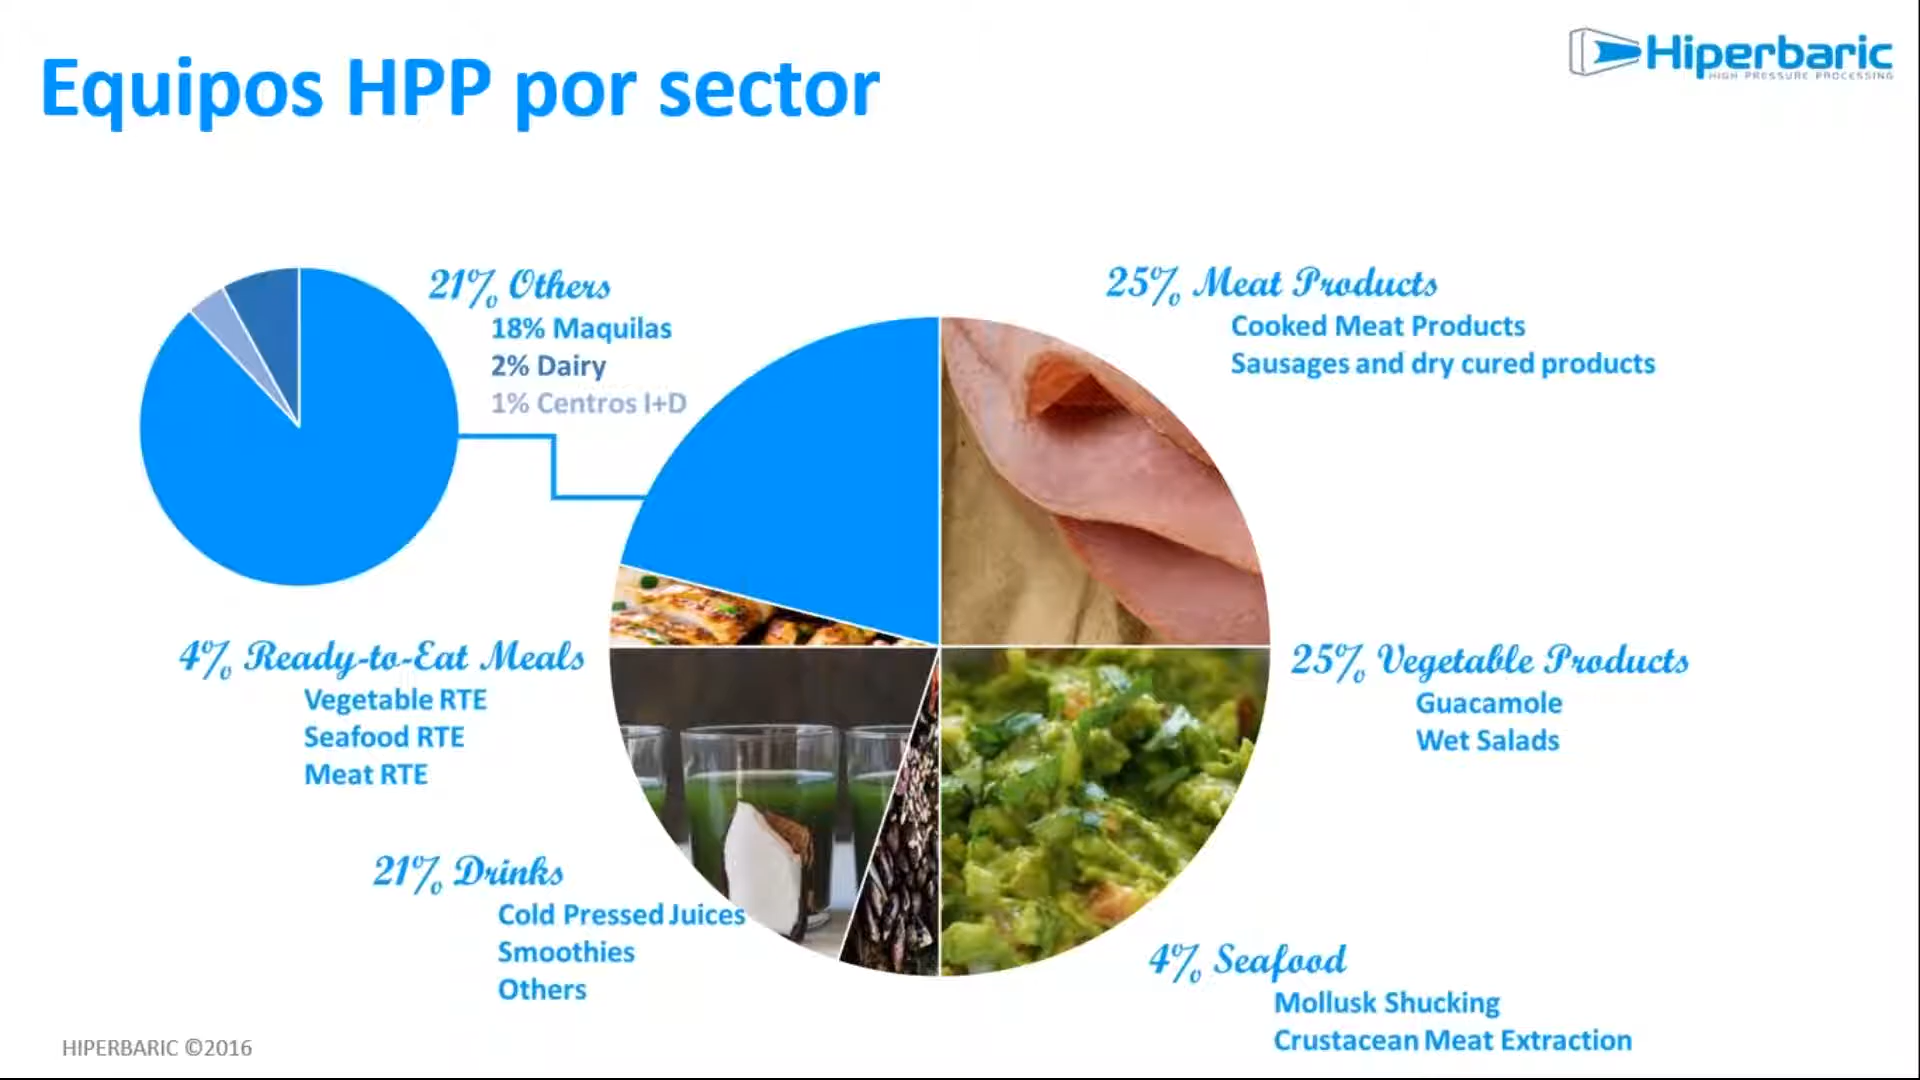 Equipos HPP por sector
Hiperbaric
HIGH PRESSURE PROCESSING
21% Others
18% Maquilas
2% Dairy
1% Centros I+D
25% Meat Products
Cooked Meat Products
Sausages and dry cured products
4% Ready-to-Eat Meals
Vegetable RTE
Seafood RTE
Meat RTE
25% Vegetable Products
Guacamole
Wet Salads
21% Drinks
Cold Pressed Juices
Smoothies
Others
4% Seafood
Mollusk Shucking
Crustacean Meat Extraction
HIPERBARIC ©2016